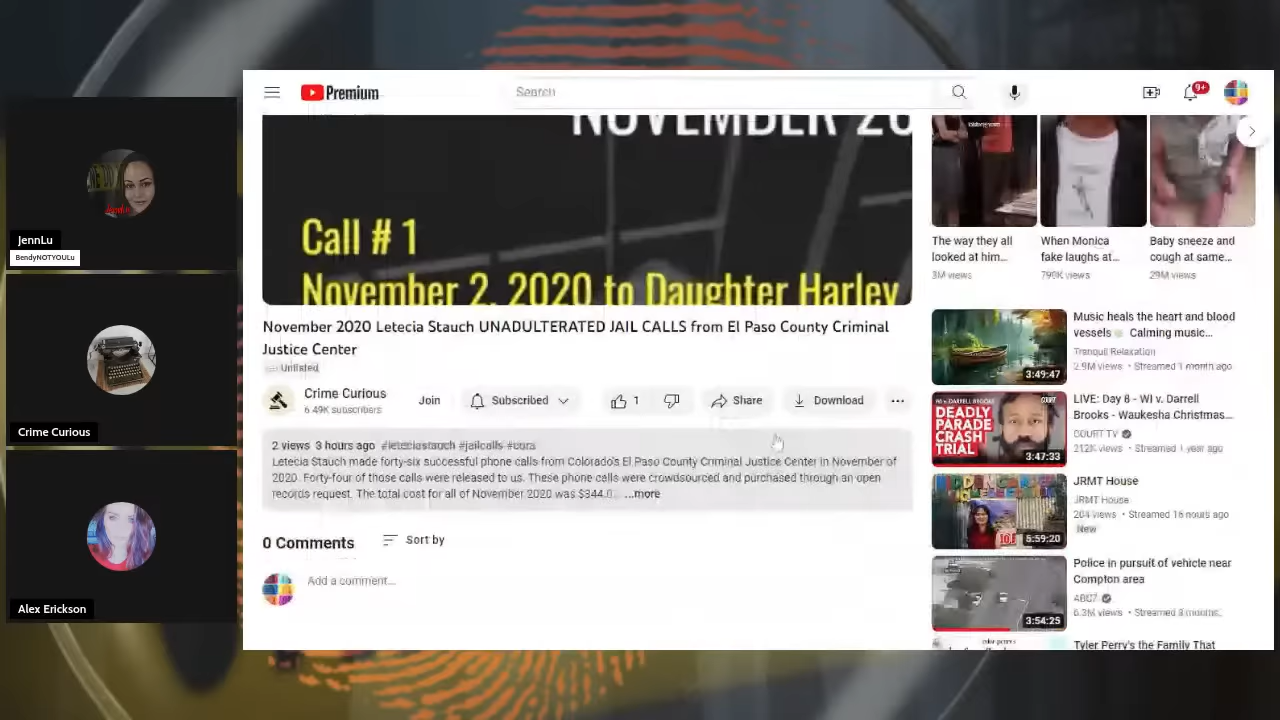 JennLu
BendyNOTYOULu
Crime Curious
Alex Erickson
Premium
Search
9+
NOVEMBER 20
Call # 1
November 2, 2020 to Daughter Harley
November 2020 Letecia Stauch UNADULTERATED JAIL CALLS from El Paso County Criminal
Justice Center
Unlisted
Crime Curious
6.49K subscribers
Join
Subscribed
1
Share
Download
2 views 3 hours ago #leteciastauch #jailcalls #cora
Letecia Stauch made forty-six successful phone calls from Colorado's El Paso County Criminal Justice Center in November of
2020. Forty-four of those calls were released to us. These phone calls were crowdsourced and purchased through an open
records request. The total cost for all of November 2020 was $344.0... ...more
0 Comments
Sort by
Add a comment...
The way they all
looked at him...
3M views
When Monica
fake laughs at...
Baby sneeze and
cough at same...
29M views
3:49:47
Music heals the heart and blood
vessels Calming music...
Tranquil Relaxation
2.9M views • Streamed 1 month ago
DEADLY
PARADE
CRASH
TRIAL
3:47:33
LIVE: Day 8 - WI v. Darrell
Brooks - Waukesha Christmas...
COURT TV
212K views • Streamed 1 year ago
5:59:20
JRMT House
JRMT House
204 views • Streamed 16 hours ago
New
3:54:25
Police in pursuit of vehicle near
Compton area
ABC7
6.3M views • Streamed 8 months...
Tyler Perry's the Family That